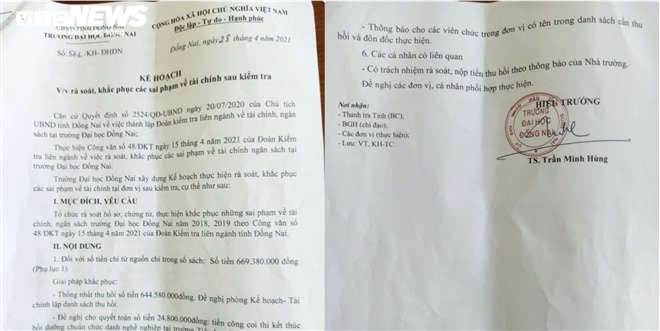 vtcNEWS
UBND TỈNH ĐỒNG NAI
TRƯỜNG ĐẠI HỌC ĐỒNG NAI
CỘNG HÒA XÃ HỘI CHỦ NGHĨA VIỆT NAM
Độc lập - Tự do - Hạnh phúc
KH- ĐHĐN
Đồng Nai, ngày 28 tháng 4 năm 2021
KẾ HOẠCH
V/v rà soát, khắc phục các sai phạm về tài chính sau kiểm tra
Căn cứ Quyết định số 2524/QĐ-UBND ngày 20/07/2020 của Chủ tịch
UBND tỉnh Đồng Nai về việc thành lập Đoàn kiểm tra liên ngành về tài chính, ngân
sách tại trường Đại học Đồng Nai;
Thực hiện Công văn số 48/ĐKT ngày 15 tháng 4 năm 2021 của Đoàn Kiểm
tra liên ngành về việc rà soát, khắc phục các sai phạm về tài chính ngân sách tại
trường Đại học Đồng Nai.
Trường Đại học Đồng Nai xây dựng Kế hoạch thực hiện rà soát, khắc phục
các sai phạm về tài chính tại đơn vị sau kiểm tra, cụ thể như sau:
I. MỤC ĐÍCH, YÊU CẦU
Tổ chức rà soát hồ sơ, chứng từ, thực hiện khắc phục những sai phạm về tài
chính, ngân sách trường Đại học Đồng Nai năm 2018, 2019 theo Công văn số
48 ĐKT ngày 15 tháng 4 năm 2021 của Đoàn Kiểm tra liên ngành tỉnh Đồng Nai.
II. NỘI DUNG
1. Đối với số tiền chi từ nguồn chi trong sổ sách: Số tiền 669.380.000 đồng
(Phụ lục 1).
Giải pháp khắc phục:
- Thống nhất thu hồi số tiền 644.580.000đồng. Đề nghị phòng Kế hoạch- Tài
chính lập danh sách thu hồi.
- Đề nghị cho quyết toán số tiền 24.800.000đồng: tiền công coi thi kết thúc
bồi dưỡng chuẩn chức danh nghề nghiệp tại trường
- Thông báo cho các viên chức trong đơn vị có tên trong danh sách cần thu
hồi và đôn đốc thực hiện.
6. Các cá nhân có liên quan
- Có trách nhiệm rà soát, nộp tiền thu hồi theo thông báo của Nhà trường.
Đề nghị các đơn vị, cá nhân phối hợp thực hiện.
Nơi nhận:
- Thanh tra Tỉnh (BC);
- BGH (chỉ đạo);
- Các đơn vị (thực hiện);
- Lưu: VT, KH-TC.
HIỆU TRƯỞNG
TRƯỜNG
ĐẠI HỌC
ĐỒNG NAI
TS. Trần Minh Hùng